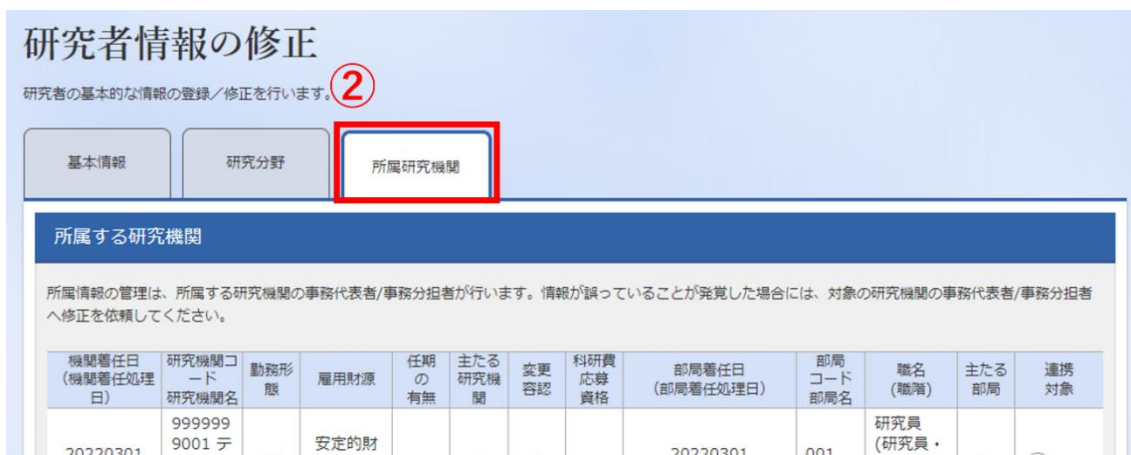 研究者情報の修正
研究者の基本的な情報の登録／修正を行います。
②
基本情報 研究分野 所属研究機関
所属する研究機関
所属情報の管理は、所属する研究機関の事務代表者/事務分担者が行います。情報が誤っていることが発覚した場合には、対象の研究機関の事務代表者/事務分担者
へ修正を依頼してください。
機関着任日
（機関着任処理
日）
研究機関コ
ード
研究機関名
勤務形
態
雇用財源
任期
の
有無
主たる
研究機
関
変更
容認
科研費
応募
資格
部局着任日
（部局着任処理日）
部局
コード
部局名
職名
（職階）
主たる
部局
連携
対象
20220301
999999
9001 テ
安定的財
20220301
001
研究員
(研究員・